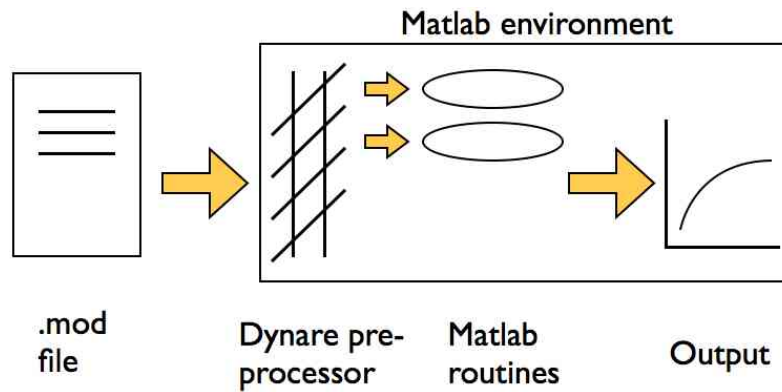 Matlab environment
.mod
file
Dynare pre-
processor
Matlab
routines
Output